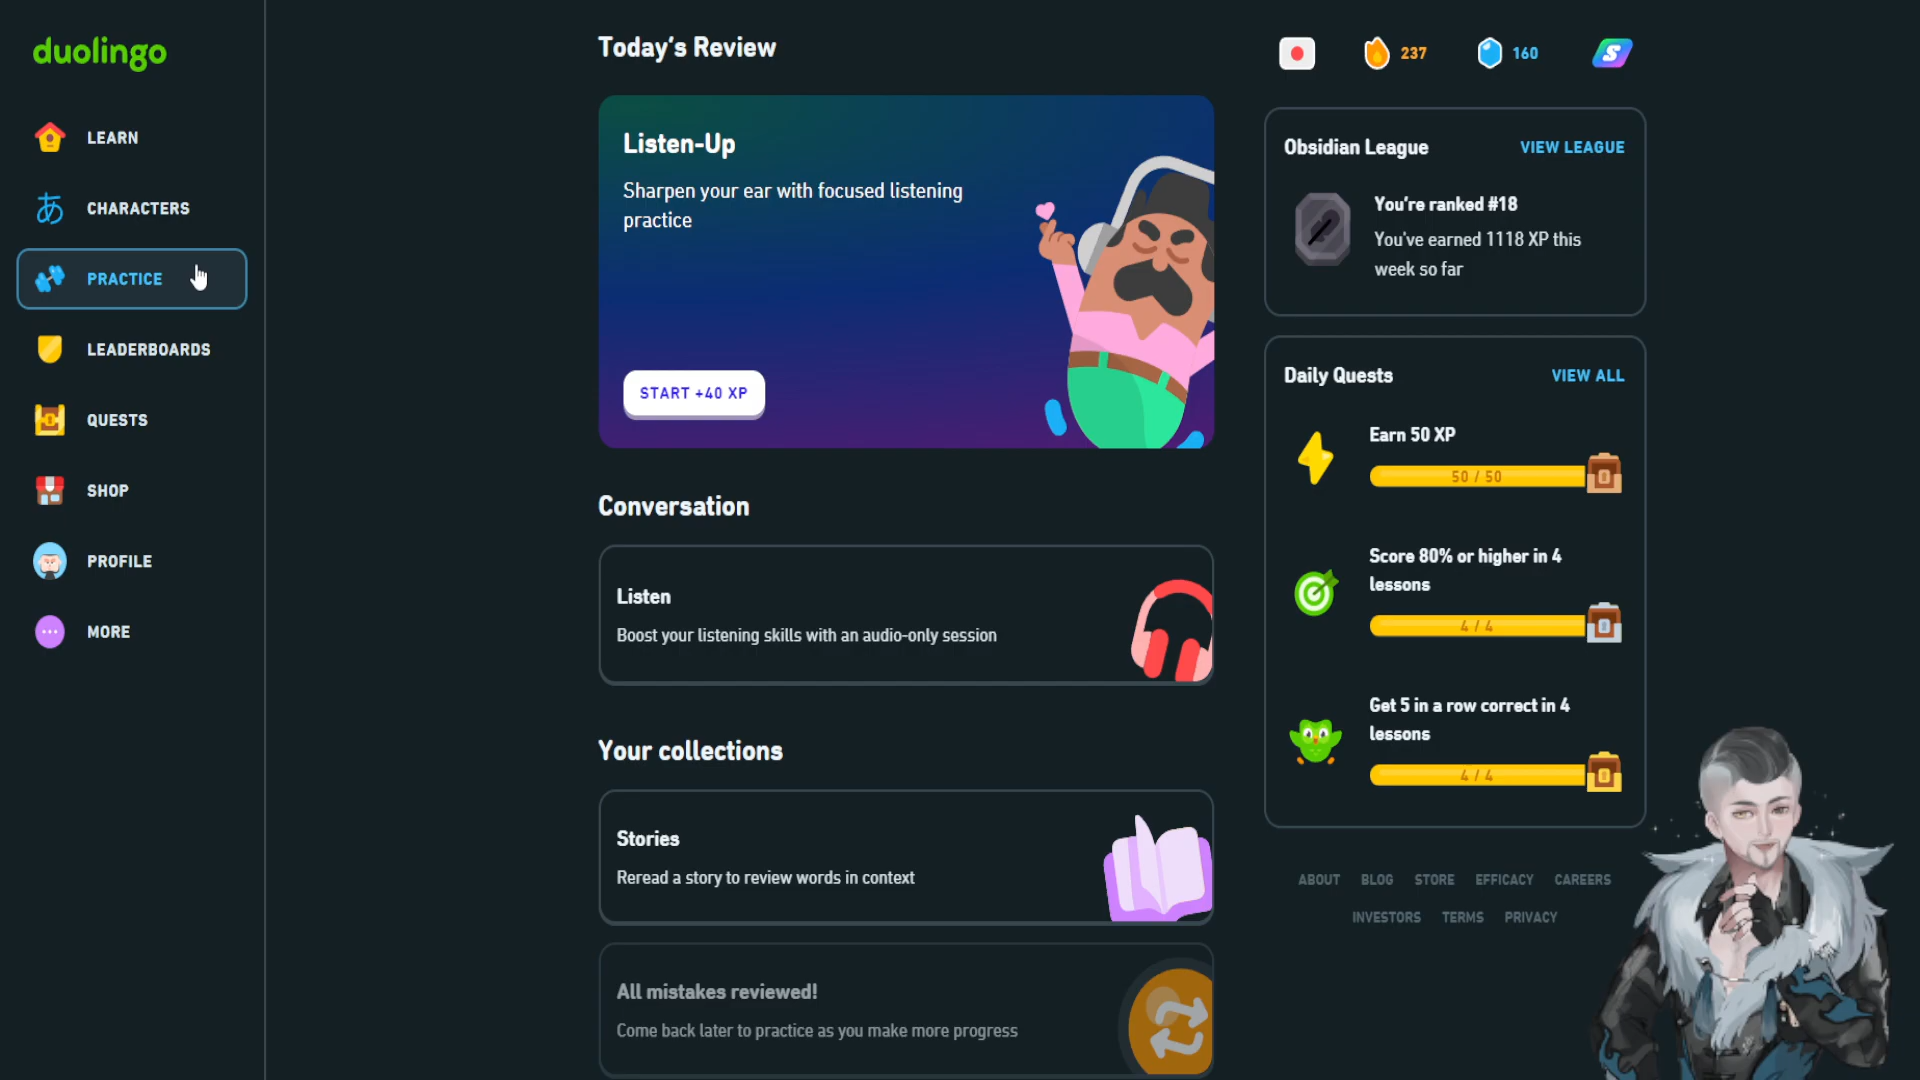 duolingo
LEARN
あ
CHARACTERS
PRACTICE
LEADERBOARDS
QUESTS
SHOP
PROFILE
MORE
Today's Review
Listen-Up
Sharpen your ear with focused listening
practice
START +40 XP
Conversation
Listen
Boost your listening skills with an audio-only session
Your collections
Stories
Reread a story to review words in context
All mistakes reviewed!
Come back later to practice as you make more progress
237
160
S
Obsidian League
VIEW LEAGUE
You're ranked #18
You've earned 1118 XP this
week so far
Daily Quests
VIEW ALL
Earn 50 XP
50 / 50
Score 80% or higher in 4
lessons
4 / 4
Get 5 in a row correct in 4
lessons
4 / 4
ABOUT BLOG STORE EFFICACY CAREERS
INVESTORS TERMS PRIVACY